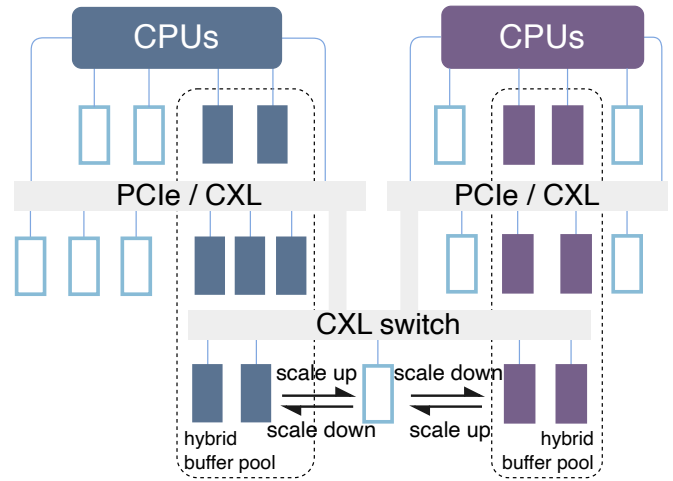 CPUs
CPUs
PCIe / CXL
PCIe / CXL
CXL switch
scale up
scale down
scale down
scale up
hybrid
buffer pool
hybrid
buffer pool